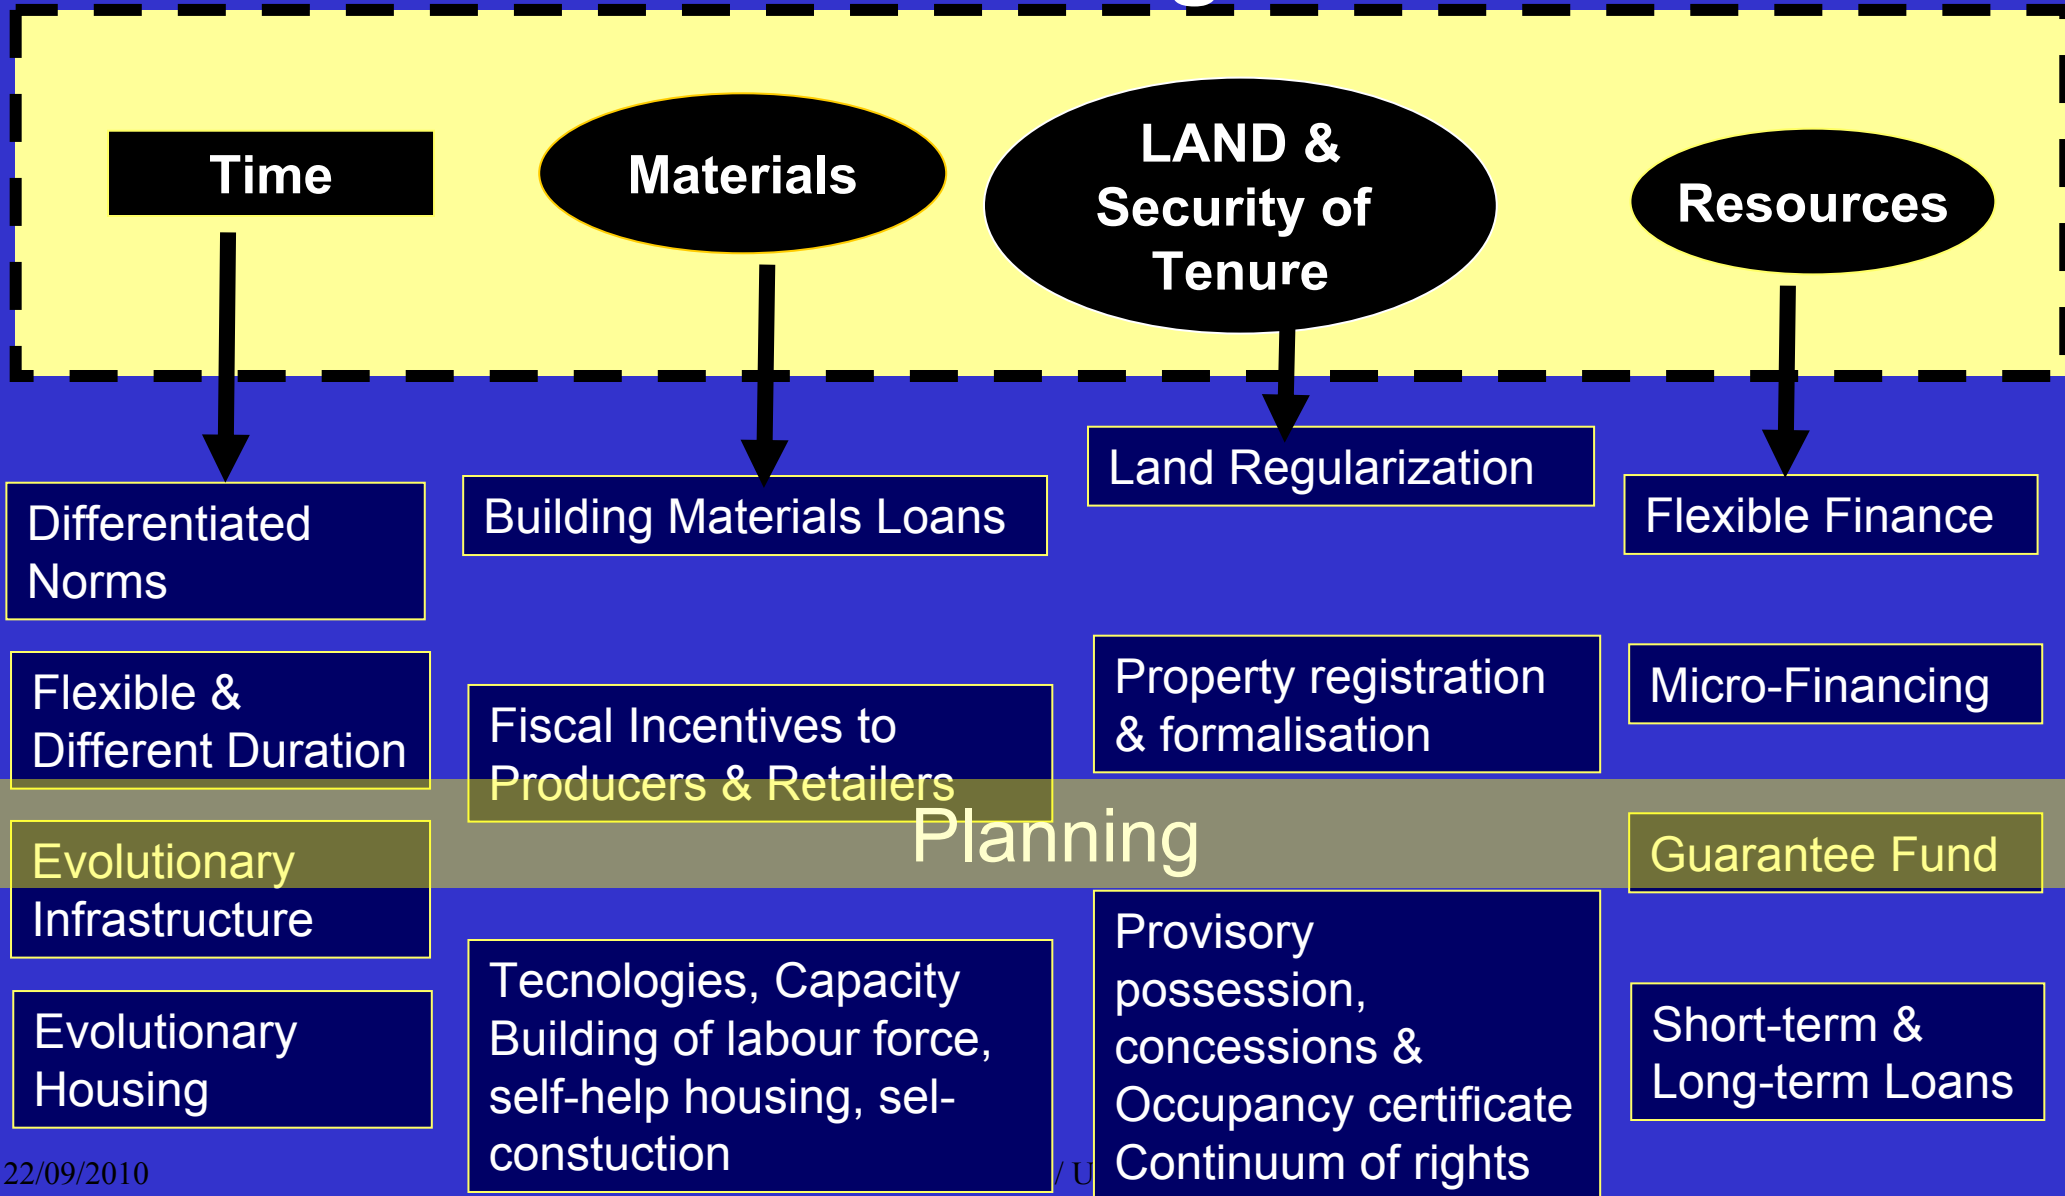 Time
Materials
LAND &
Security of
Tenure
Resources
Differentiated
Norms
Flexible &
Different Duration
Evolutionary
Infrastructure
Evolutionary
Housing
Building Materials Loans
Fiscal Incentives to
Producers & Retailers
Tecnologies, Capacity
Building of labour force,
self-help housing, sel-
constuction
Land Regularization
Property registration
& formalisation
Provisory
possession,
concessions &
Occupancy certificate
Continuum of rights
Flexible Finance
Micro-Financing
Guarantee Fund
Short-term &
Long-term Loans
Planning
22/09/2010
/ U